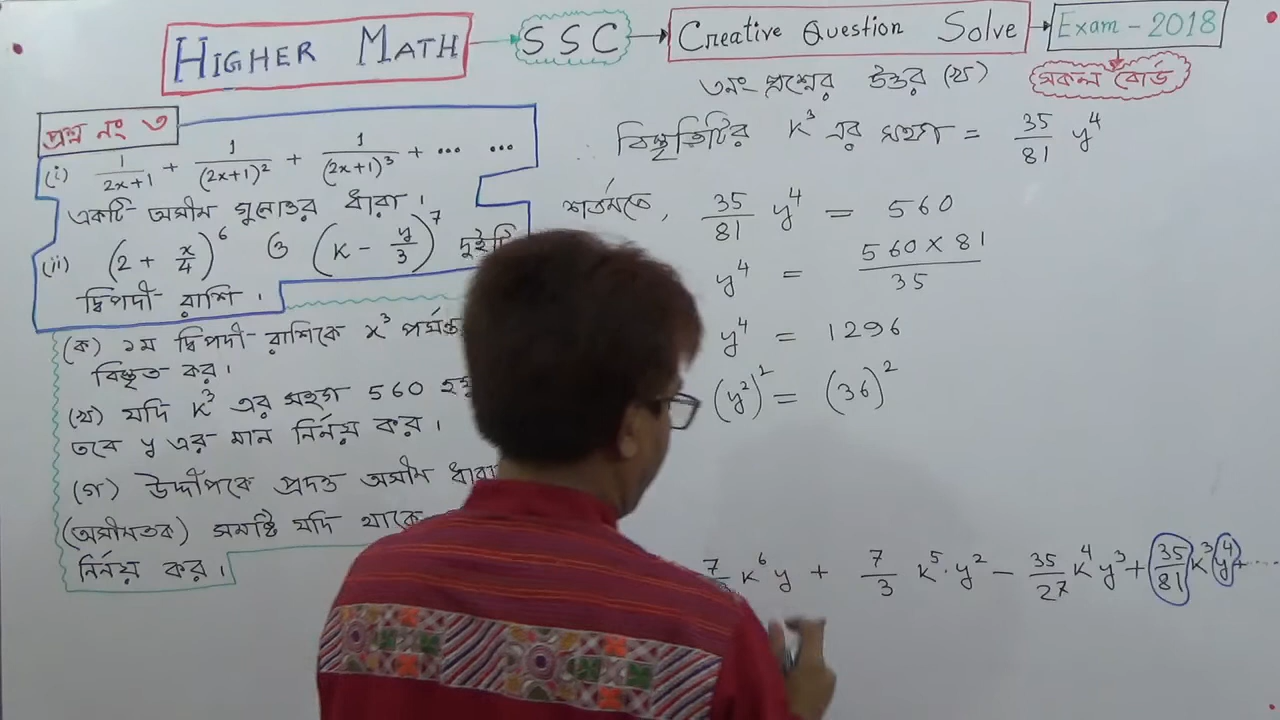 HIGHER MATH → SSC → Creative Question Solve → Exam - 2018
সকল বোর্ড
প্রশ্ন নং ৩
(i) 1/(2x+1) + 1/(2x+1)² + 1/(2x+1)³ + ... ...
একটি অসীম গুনোত্তর ধারা।
(ii) (2 + x/4)⁶ ও (K - y/3)⁷ দুইটি
দ্বিপদী রাশি।
(ক) ১ম দ্বিপদী রাশিকে x³ পর্যন্ত
বিস্তৃত কর।
(খ) যদি K³ এর সহগ 560 হয়
তবে y এর মান নির্নয় কর।
(গ) উদ্দীপকে প্রদত্ত অসীম ধারা
(অসীমতক) সমষ্টি যদি থাকে
নির্নয় কর।
৩নং প্রশ্নের উত্তর (খ)
বিস্তৃতিটির K³ এর সহগ = 35/81 y⁴
শর্তমতে, 35/81 y⁴ = 560
y⁴ = (560 × 81)/35
y⁴ = 1296
(y²)² = (36)²
K⁶y + 7/3 K⁵·y² - 35/27 K⁴y³ + 35/81 K³y⁴ + ....